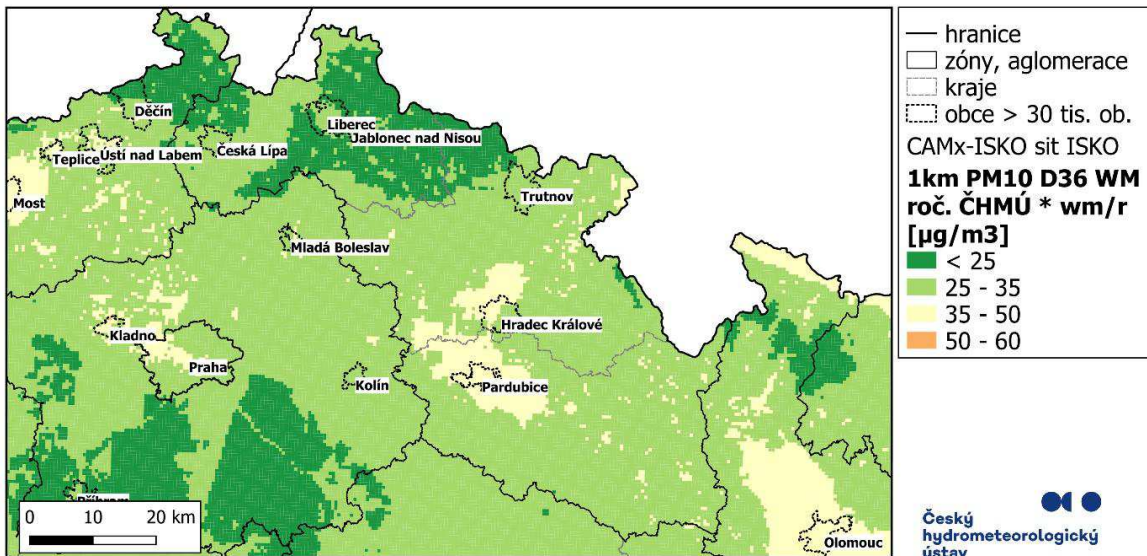 Děčín
Liberec
Jablonec nad Nisou
Teplice
Ústí nad Labem
Česká Lípa
Most
Trutnov
Mladá Boleslav
Kladno
Hradec Králové
Praha
Kolín
Pardubice
Příbram
Olomouc
0 10 20 km
hranice
zóny, aglomerace
kraje
obce > 30 tis. ob.
CAMx-ISKO sit ISKO
1km PM10 D36 WM
roč. ČHMÚ * wm/r
[µg/m3]
< 25
25 - 35
35 - 50
50 - 60
Český
hydrometeorologický
ústav